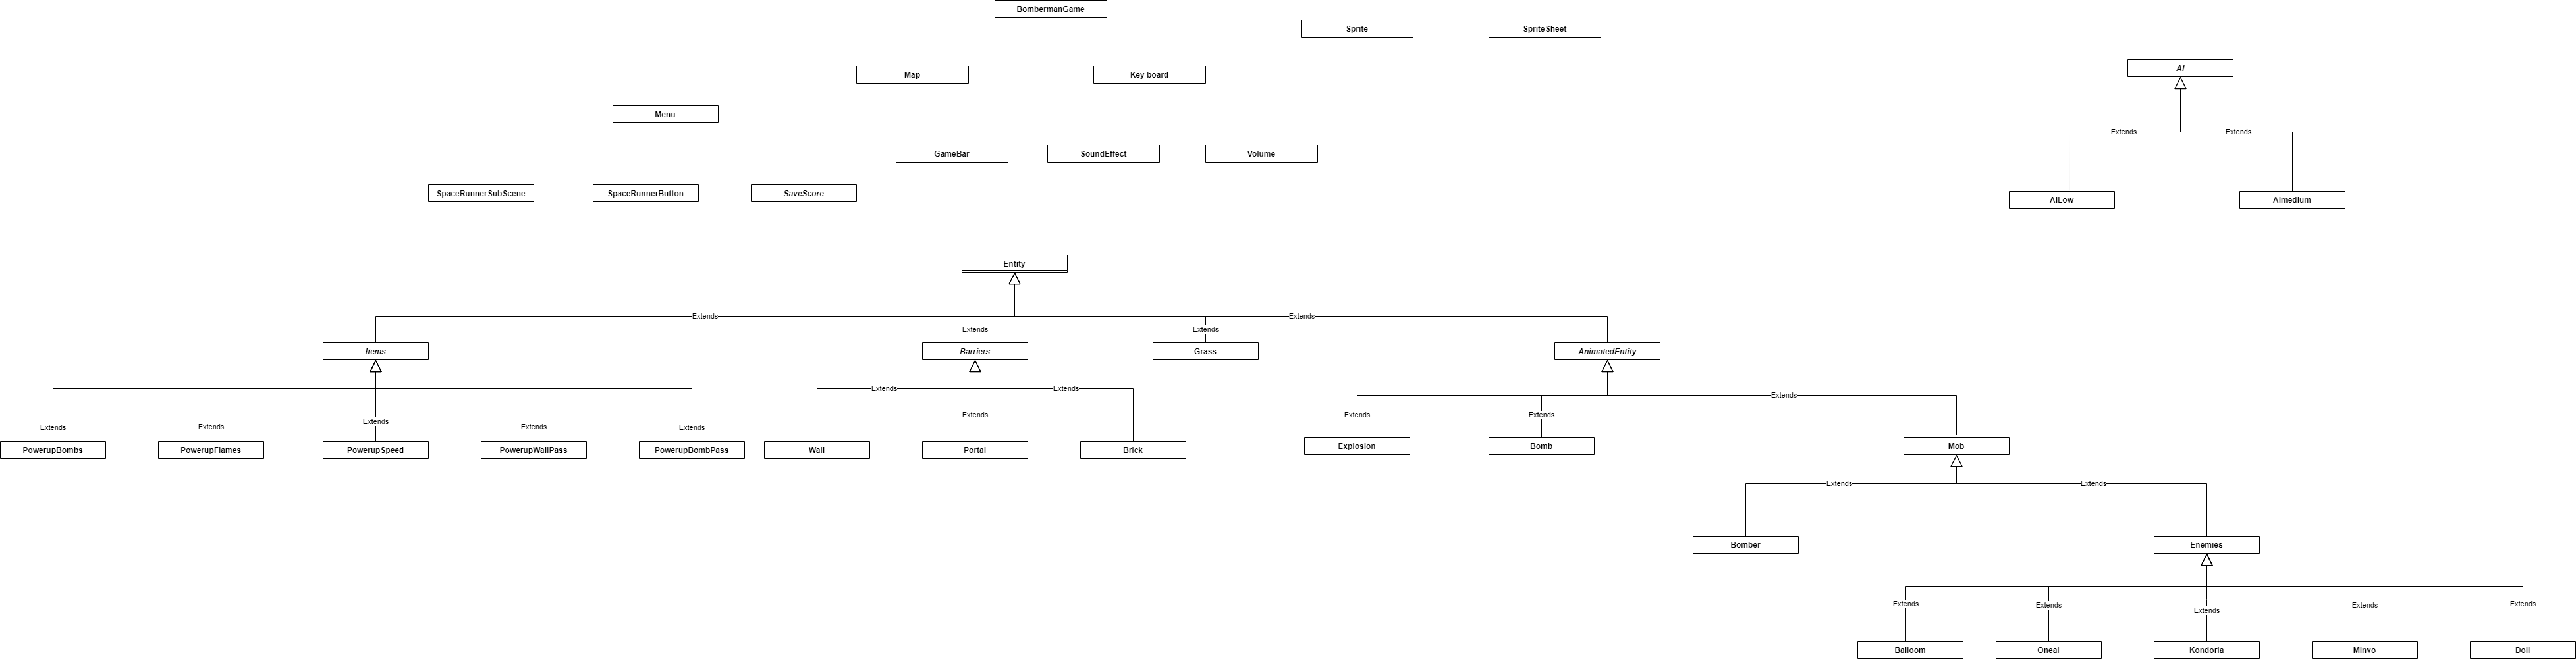 BombermanGame
Sprite
SpriteSheet
AI
Map
Key board
Menu
Extends
Extends
GameBar
SoundEffect
Volume
SpaceRunnerSubScene
SpaceRunnerButton
SaveScore
AILow
AImedium
Entity
Extends
Extends
Extends
Extends
Items
Barriers
Grass
AnimatedEntity
Extends
Extends
Extends
Extends
Extends
Extends
Extends
Extends
Extends
Extends
Extends
PowerupBombs
PowerupFlames
PowerupSpeed
PowerupWallPass
PowerupBombPass
Wall
Portal
Brick
Explosion
Bomb
Mob
Extends
Extends
Bomber
Enemies
Extends
Extends
Extends
Extends
Extends
Balloom
Oneal
Kondoria
Minvo
Doll